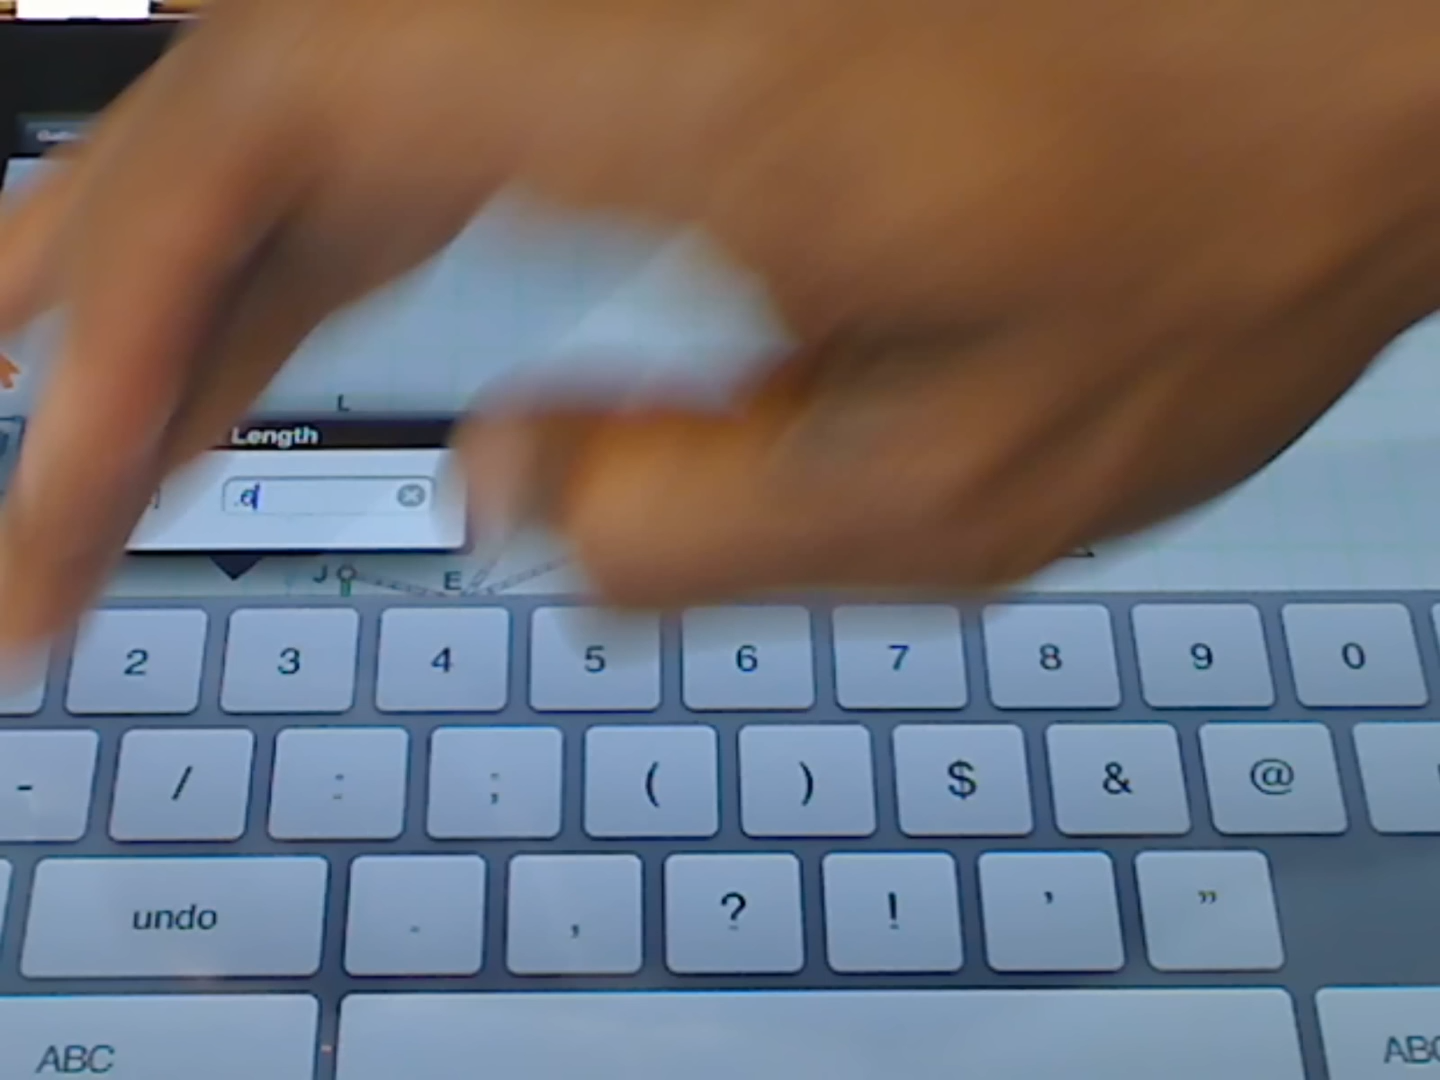 L
Length
.6
J E
2 3 4 5 6 7 8 9 0
- / : ; ( ) $ & @
undo . , ? ! ' "
ABC